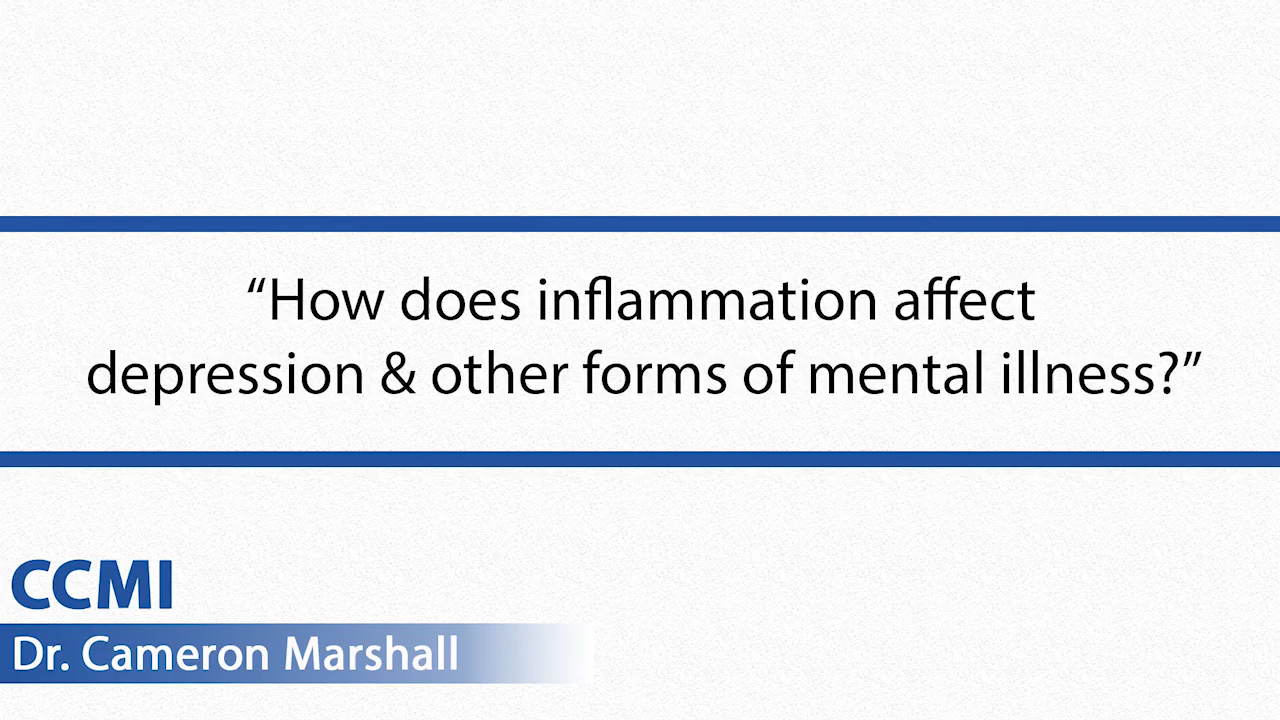 “How does inflammation affect
depression & other forms of mental illness?”
CCMI
Dr. Cameron Marshall